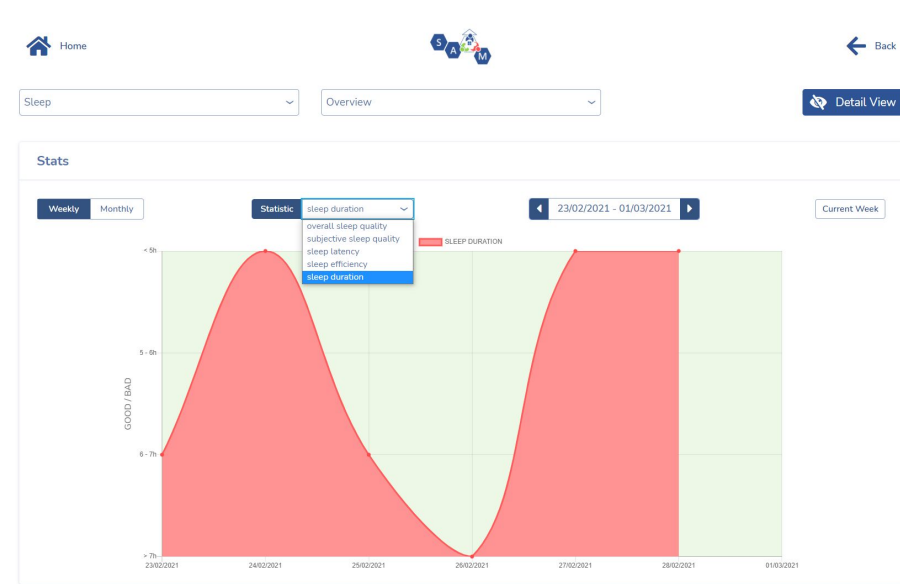 Home
S A M
Back
Sleep
Overview
Detail View
Stats
Weekly Monthly
Statistic sleep duration
23/02/2021 - 01/03/2021
Current Week
overall sleep quality
subjective sleep quality
sleep latency
sleep efficiency
sleep duration
SLEEP DURATION
< 5h
5 - 6h
6 - 7h
> 7h
GOOD / BAD
23/02/2021 24/02/2021 25/02/2021 26/02/2021 27/02/2021 28/02/2021 01/03/2021